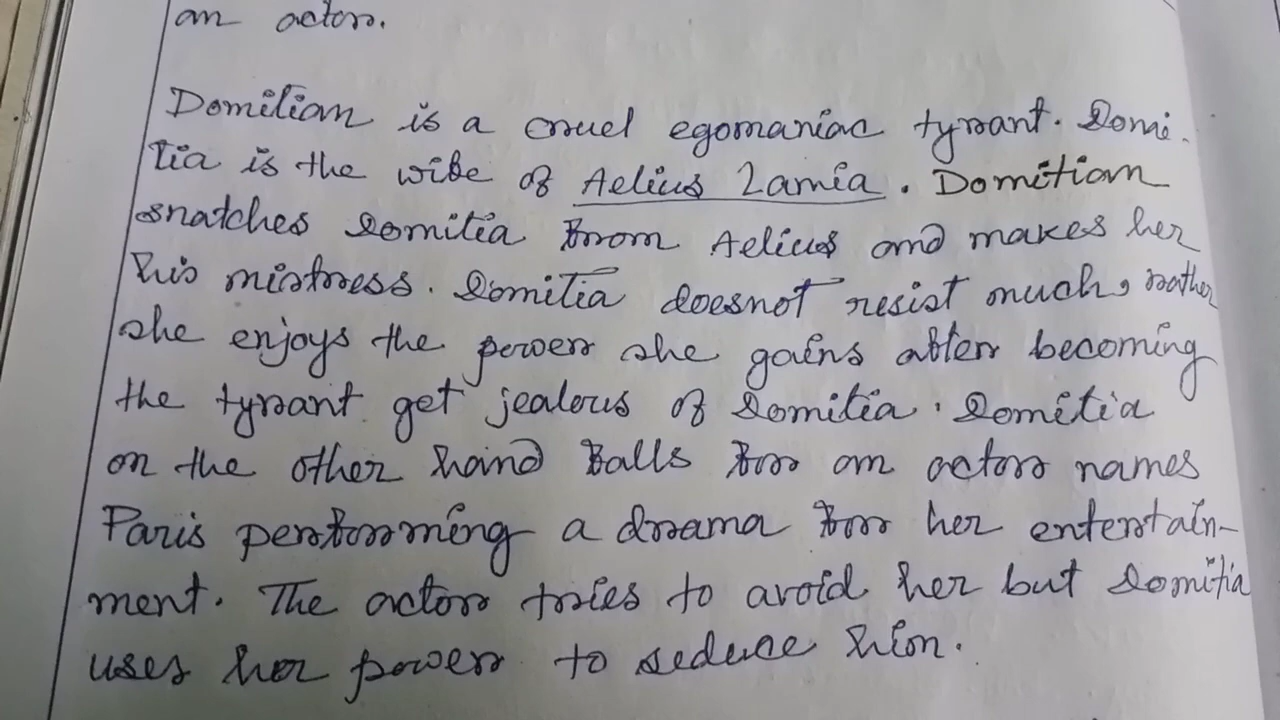 an actor.
Domitian is a cruel egomaniac tyrant. Domi-
tia is the wife of Aelius Lamia. Domitian
snatches Domitia from Aelius and makes her
his mistress. Domitia doesnot resist much, rather
she enjoys the power she gains after becoming
the tyrant get jealous of Domitia. Domitia
on the other hand falls for an actor names
Paris performing a drama for her entertain-
ment. The actor tries to avoid her but Domitia
uses her power to seduce him.